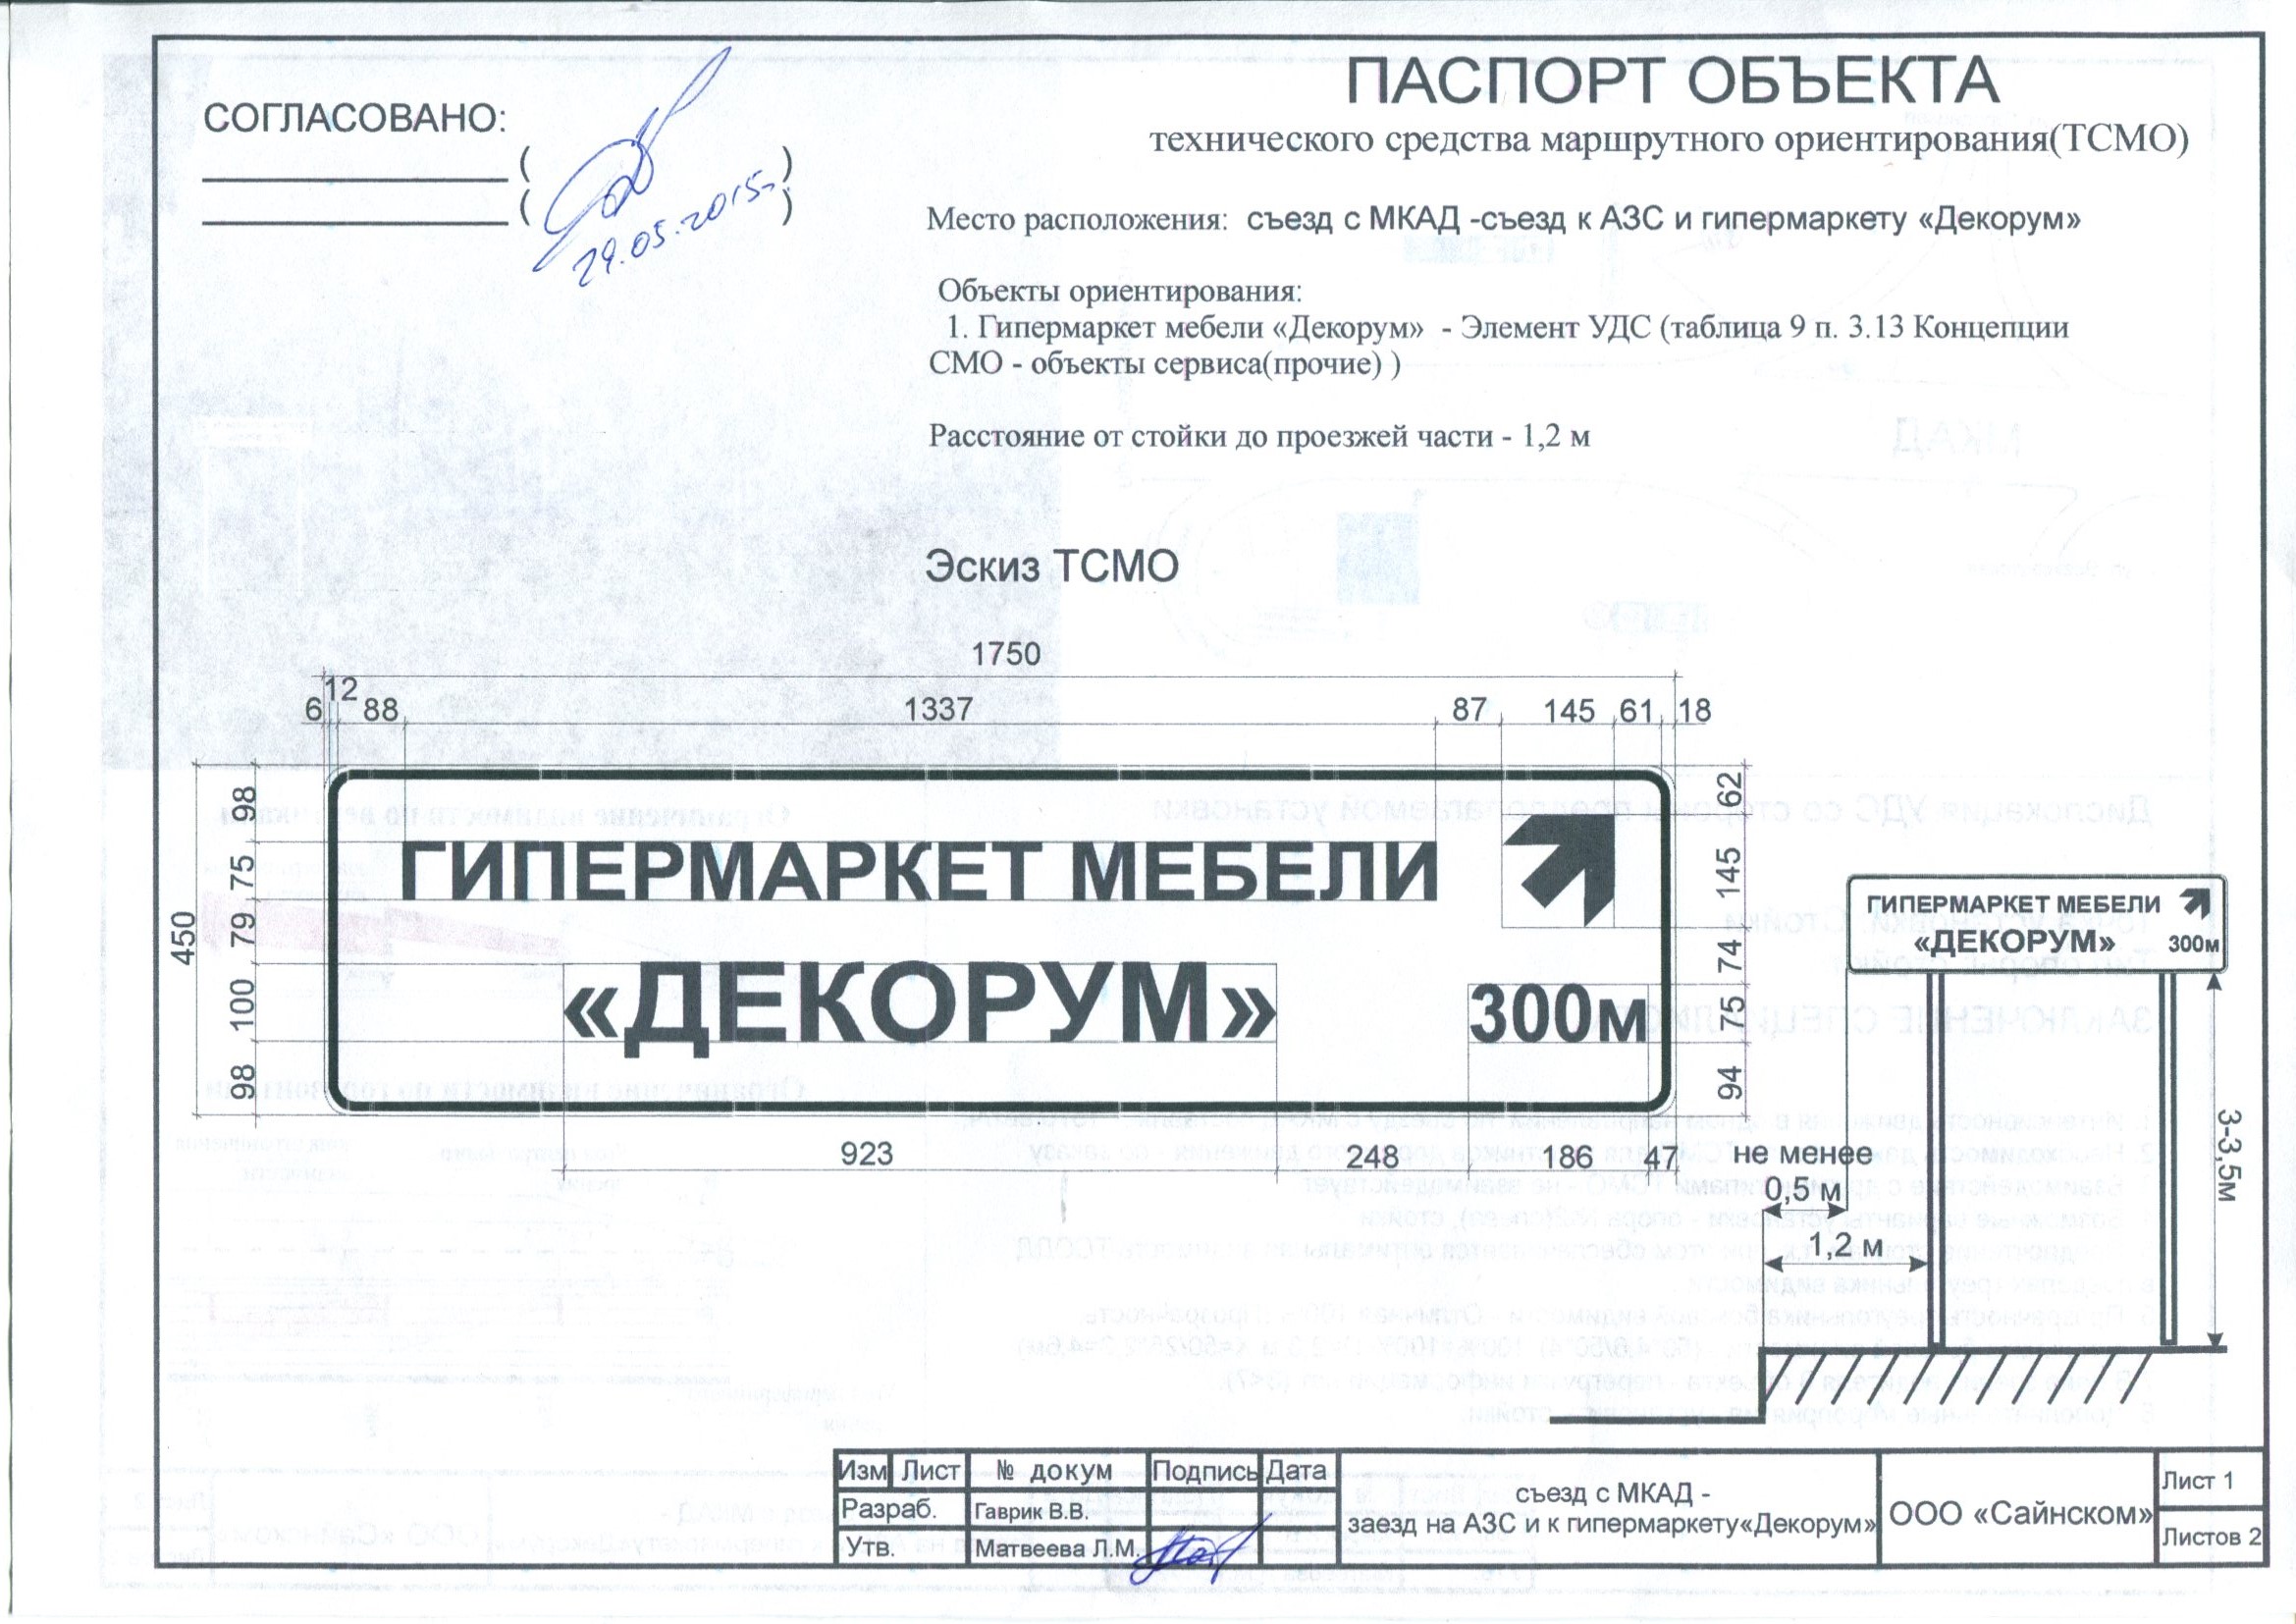 СОГЛАСОВАНО:
29.05.2015г.
ПАСПОРТ ОБЪЕКТА
технического средства маршрутного ориентирования(ТСМО)
Место расположения: съезд с МКАД -съезд к АЗС и гипермаркету «Декорум»
Объекты ориентирования:
1. Гипермаркет мебели «Декорум» - Элемент УДС (таблица 9 п. 3.13 Концепции
СМО - объекты сервиса(прочие) )
Расстояние от стойки до проезжей части - 1,2 м
Эскиз ТСМО
1750
6 12 88 1337 87 145 61 18
450
98 75 79 100 98
ГИПЕРМАРКЕТ МЕБЕЛИ
«ДЕКОРУМ» 300м
62 145 74 75 94
923 248 186 47
ГИПЕРМАРКЕТ МЕБЕЛИ
«ДЕКОРУМ» 300м
не менее
0,5 м
1,2 м
3-3,5м
Изм Лист № докум Подпись Дата
Разраб. Гаврик В.В.
Утв. Матвеева Л.М.
съезд с МКАД -
заезд на АЗС и к гипермаркету«Декорум»
ООО «Сайнском»
Лист 1
Листов 2